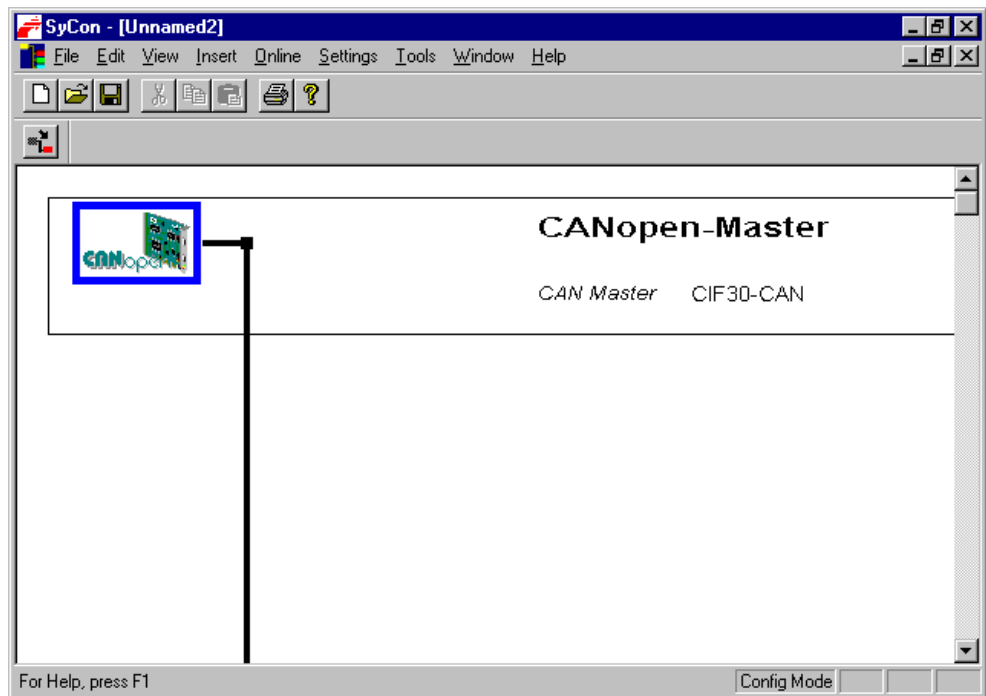 SyCon - [Unnamed2]
File Edit View Insert Online Settings Tools Window Help
CANopen-Master
CANopen
CAN Master CIF30-CAN
For Help, press F1
Config Mode